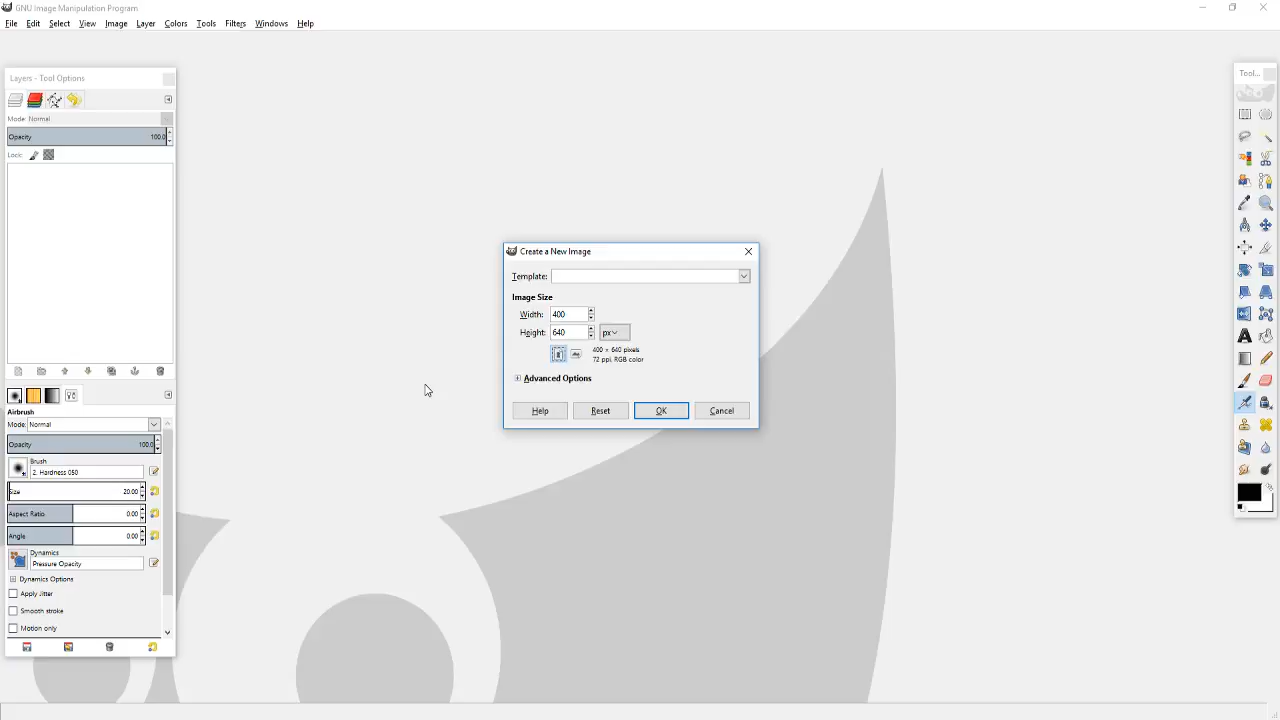 GNU Image Manipulation Program
File Edit Select View Image Layer Colors Tools Filters Windows Help
Layers - Tool Options
Mode: Normal
Opacity 100.0
Lock:
Airbrush
Mode: Normal
Opacity 100.0
Brush
2. Hardness 050
Size 20.00
Aspect Ratio 0.00
Angle 0.00
Dynamics
Pressure Opacity
Dynamics Options
Apply Jitter
Smooth stroke
Motion only
Create a New Image
Template:
Image Size
Width: 400
Height: 640 px
400 × 640 pixels
72 ppi, RGB color
Advanced Options
Help Reset OK Cancel
Tool...